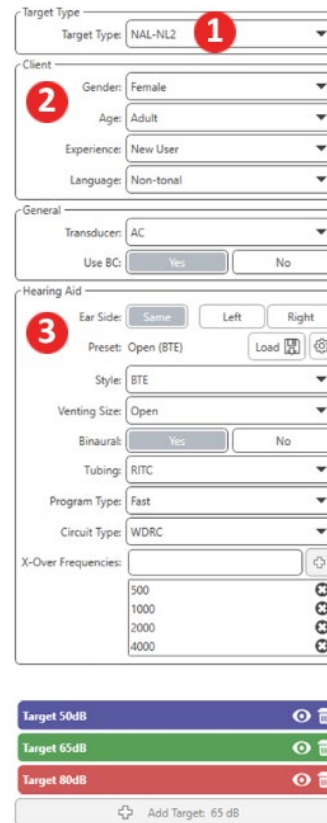 Target Type
Target Type: NAL-NL2 1
Client
2
Gender: Female
Age: Adult
Experience: New User
Language: Non-tonal
General
Transducer: AC
Use BC: Yes No
Hearing Aid
3
Ear Side: Same Left Right
Preset: Open (BTE) Load
Style: BTE
Venting Size: Open
Binaural: Yes No
Tubing: RITC
Program Type: Fast
Circuit Type: WDRC
X-Over Frequencies:
500
1000
2000
4000
Target 50dB
Target 65dB
Target 80dB
Add Target: 65 dB